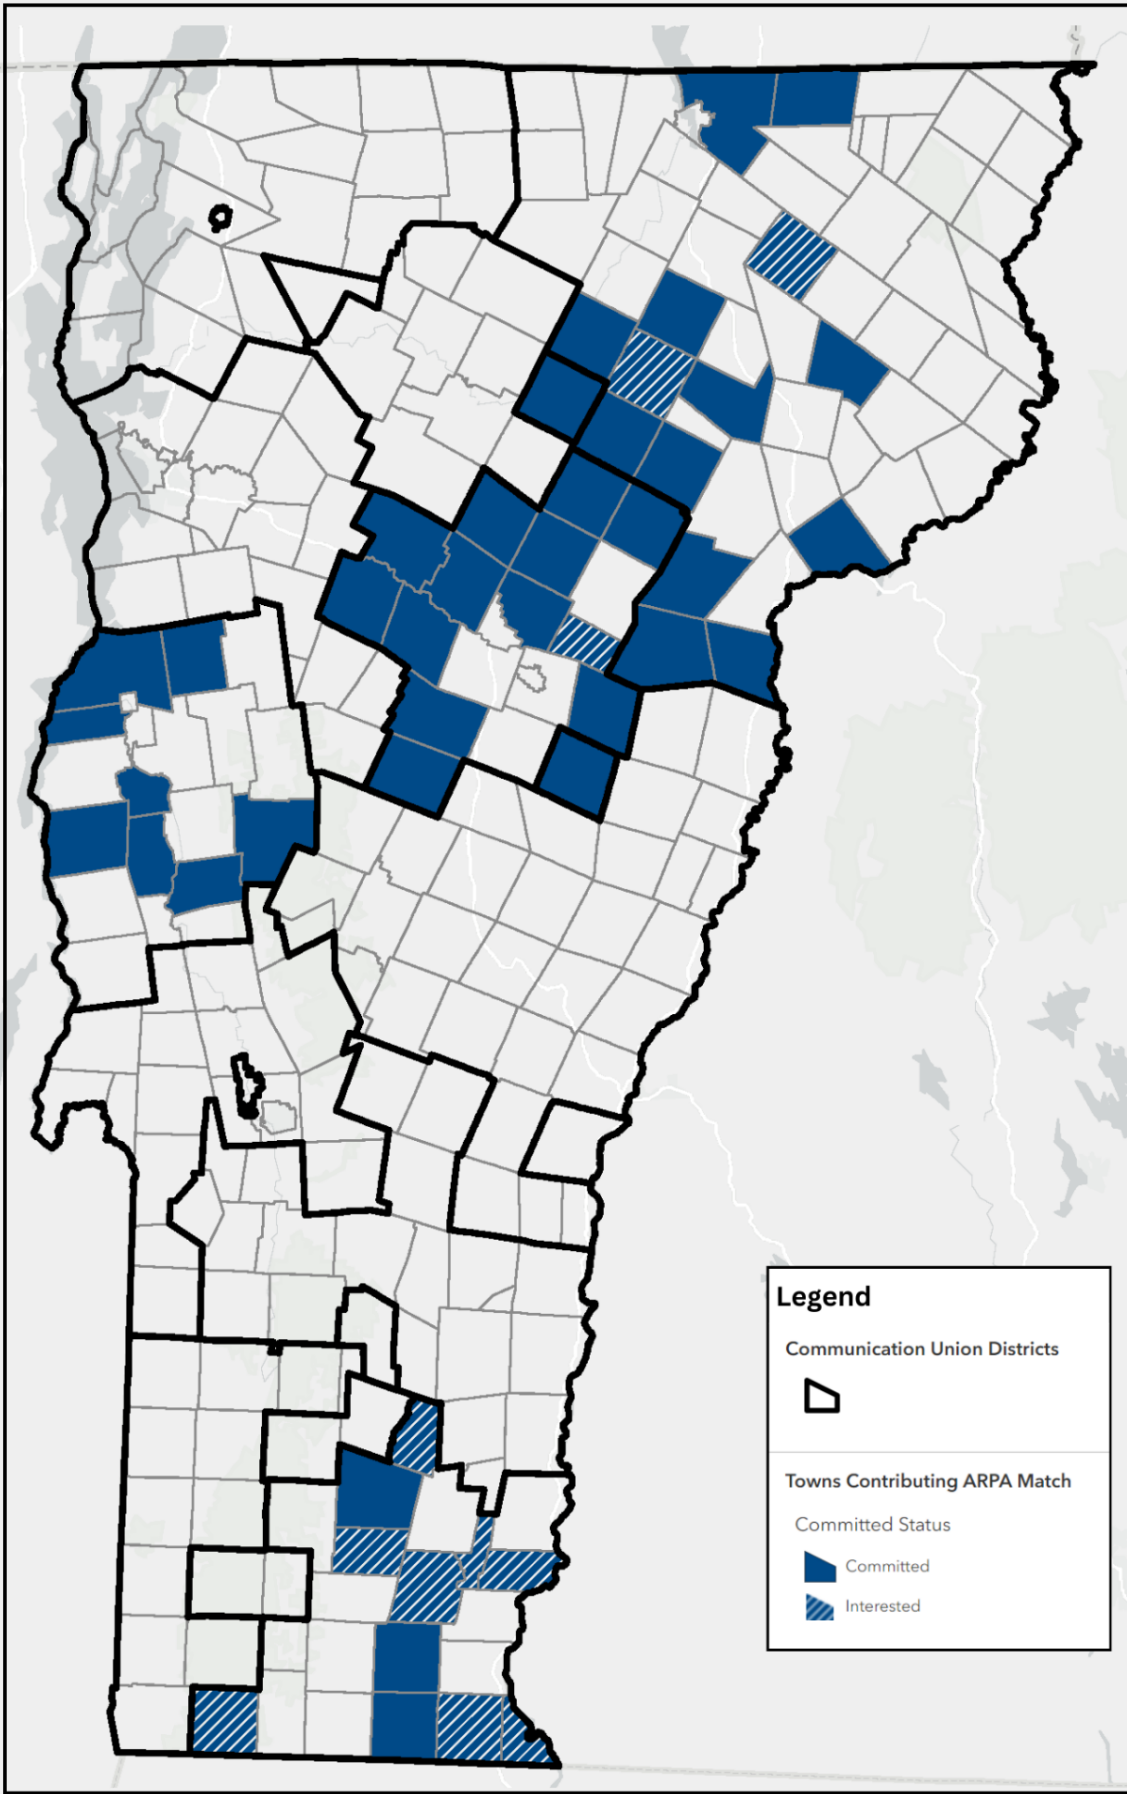 Legend
Communication Union Districts
Towns Contributing ARPA Match
Committed Status
Committed
Interested